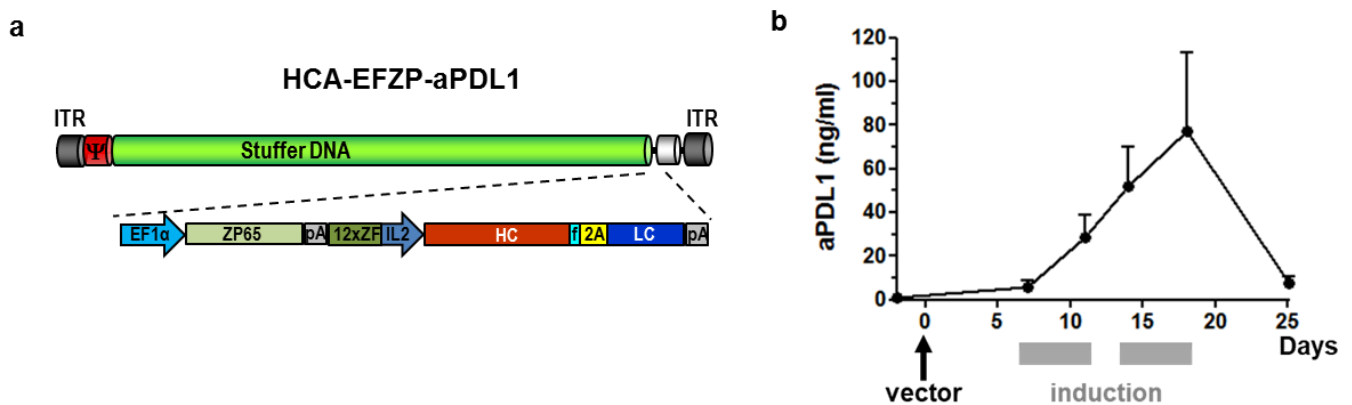 a
HCA-EFZP-aPDL1
ITR
ITR
Ψ
Stuffer DNA
EF1α
ZP65
pA
12xZF
IL2
HC
f
2A
LC
pA
b
aPDL1 (ng/ml)
120
100
80
60
40
20
0
0
5
10
15
20
25
Days
vector
induction